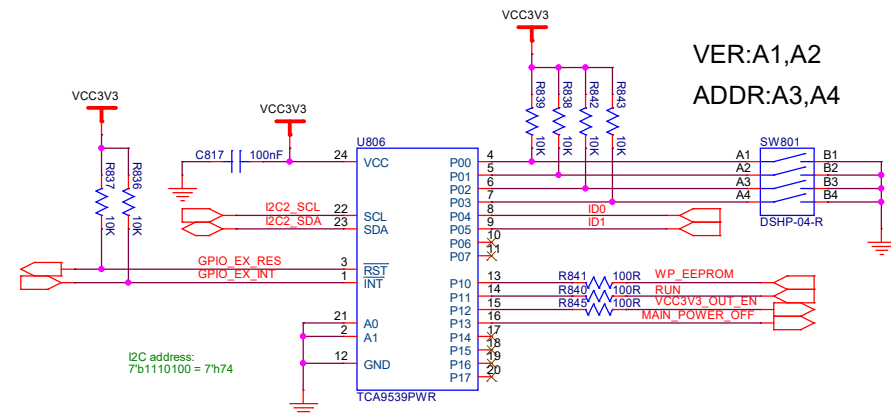 VCC3V3
VER:A1,A2
ADDR:A3,A4
VCC3V3
VCC3V3
R839
10K
R838
10K
R842
10K
R843
10K
R837
10K
R836
10K
C817
100nF
U806
SW801
24
VCC
P00
4
P01
5
P02
6
P03
7
P04
8
P05
9
P06
10
P07
11
A1
A2
A3
A4
B1
B2
B3
B4
DSHP-04-R
I2C2_SCL
22
SCL
I2C2_SDA
23
SDA
ID0
ID1
GPIO_EX_RES
3
RST
GPIO_EX_INT
1
INT
P10
13
R841
100R
WP_EEPROM
P11
14
R840
100R
RUN
P12
15
R845
100R
VCC3V3_OUT_EN
P13
16
MAIN_POWER_OFF
P14
17
P15
18
P16
19
P17
20
21
A0
2
A1
12
GND
I2C address:
7'b1110100 = 7'h74
TCA9539PWR